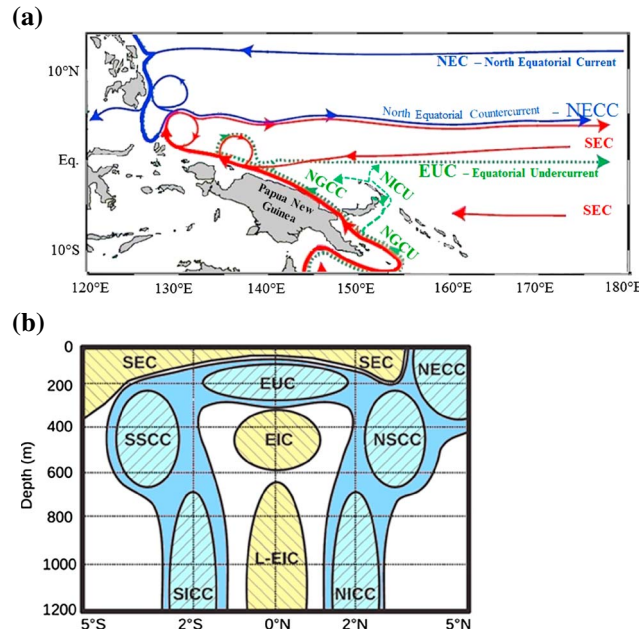 (a)
NEC – North Equatorial Current
10°N
North Equatorial Countercurrent – NECC
SEC
Eq.
EUC – Equatorial Undercurrent
NGCC
NICU
Papua New
Guinea
SEC
NGCU
10°S
120°E 130°E 140°E 150°E 160°E 170°E 180°E
(b)
0
SEC
SEC
NECC
200
EUC
400
SSCC
EIC
NSCC
Depth (m)
600
800
1000
L-EIC
SICC
NICC
1200
5°S 2°S 0°N 2°N 5°N